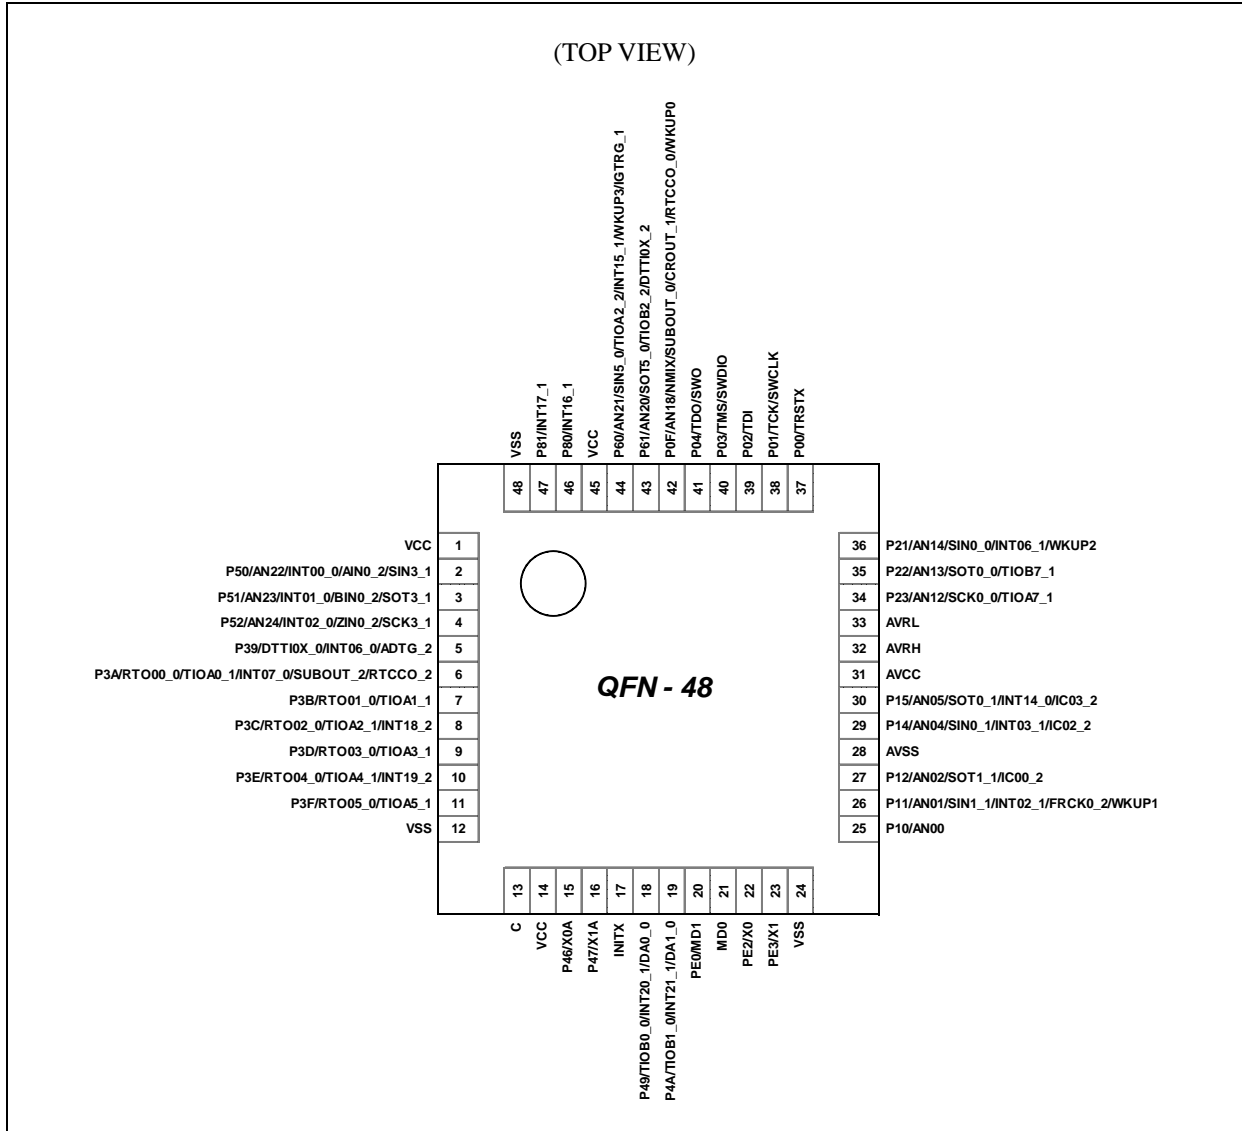 (TOP VIEW)
VSS
P81/INT17_1
P80/INT16_1
VCC
P60/AN21/SIN5_0/TIOA2_2/INT15_1/WKUP3/IGTRG_1
P61/AN20/SOT5_0/TIOB2_2/DTTI0X_2
P0F/AN18/NMIX/SUBOUT_0/CROUT_1/RTCCO_0/WKUP0
P04/TDO/SWO
P03/TMS/SWDIO
P02/TDI
P01/TCK/SWCLK
P00/TRSTX
48
47
46
45
44
43
42
41
40
39
38
37
VCC 1
P50/AN22/INT00_0/AIN0_2/SIN3_1 2
P51/AN23/INT01_0/BIN0_2/SOT3_1 3
P52/AN24/INT02_0/ZIN0_2/SCK3_1 4
P39/DTTI0X_0/INT06_0/ADTG_2 5
P3A/RTO00_0/TIOA0_1/INT07_0/SUBOUT_2/RTCCO_2 6
P3B/RTO01_0/TIOA1_1 7
P3C/RTO02_0/TIOA2_1/INT18_2 8
P3D/RTO03_0/TIOA3_1 9
P3E/RTO04_0/TIOA4_1/INT19_2 10
P3F/RTO05_0/TIOA5_1 11
VSS 12
QFN - 48
36 P21/AN14/SIN0_0/INT06_1/WKUP2
35 P22/AN13/SOT0_0/TIOB7_1
34 P23/AN12/SCK0_0/TIOA7_1
33 AVRL
32 AVRH
31 AVCC
30 P15/AN05/SOT0_1/INT14_0/IC03_2
29 P14/AN04/SIN0_1/INT03_1/IC02_2
28 AVSS
27 P12/AN02/SOT1_1/IC00_2
26 P11/AN01/SIN1_1/INT02_1/FRCK0_2/WKUP1
25 P10/AN00
13
14
15
16
17
18
19
20
21
22
23
24
C
VCC
P46/X0A
P47/X1A
INITX
P49/TIOB0_0/INT20_1/DA0_0
P4A/TIOB1_0/INT21_1/DA1_0
PE0/MD1
MD0
PE2/X0
PE3/X1
VSS